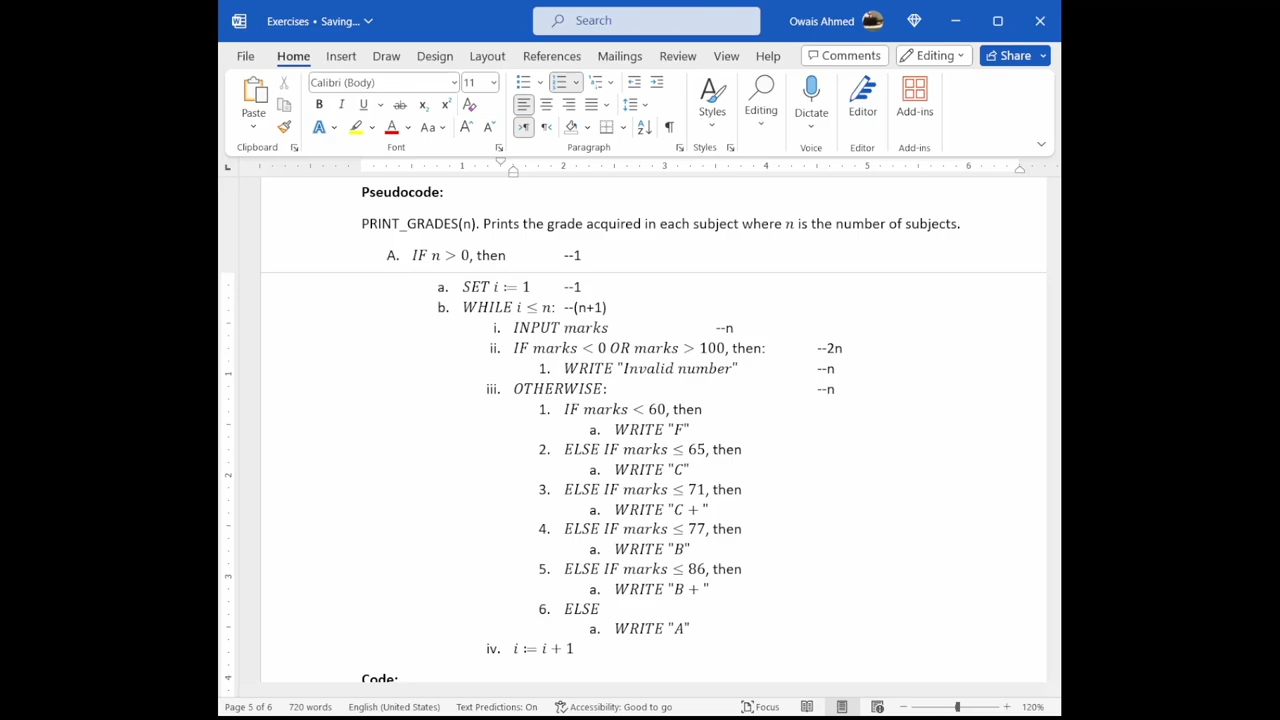 Exercises • Saving...
Search
Owais Ahmed
File Home Insert Draw Design Layout References Mailings Review View Help Comments Editing Share
Calibri (Body) 11
Paste Styles Editing Dictate Editor Add-ins
Clipboard Font Paragraph Styles Voice Editor Add-ins
1 2 3 4 5 6
Pseudocode:
PRINT_GRADES(n). Prints the grade acquired in each subject where n is the number of subjects.
A. IF n > 0, then --1
a. SET i := 1 --1
b. WHILE i ≤ n: --(n+1)
i. INPUT marks --n
ii. IF marks < 0 OR marks > 100, then: --2n
1. WRITE "Invalid number" --n
iii. OTHERWISE: --n
1. IF marks < 60, then
a. WRITE "F"
2. ELSE IF marks ≤ 65, then
a. WRITE "C"
3. ELSE IF marks ≤ 71, then
a. WRITE "C + "
4. ELSE IF marks ≤ 77, then
a. WRITE "B"
5. ELSE IF marks ≤ 86, then
a. WRITE "B + "
6. ELSE
a. WRITE "A"
iv. i := i + 1
Code:
Page 5 of 6 720 words English (United States) Text Predictions: On Accessibility: Good to go Focus 120%